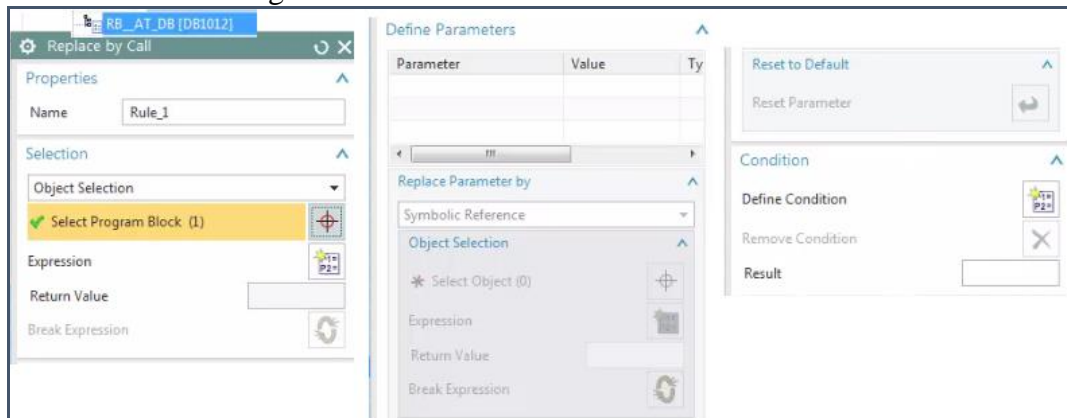 RB__AT_DB [DB1012]
Replace by Call
Properties
Name Rule_1
Selection
Object Selection
Select Program Block (1)
Expression
Return Value
Break Expression
Define Parameters
Parameter Value Ty
Replace Parameter by
Symbolic Reference
Object Selection
* Select Object (0)
Expression
Return Value
Break Expression
Reset to Default
Reset Parameter
Condition
Define Condition
Remove Condition
Result